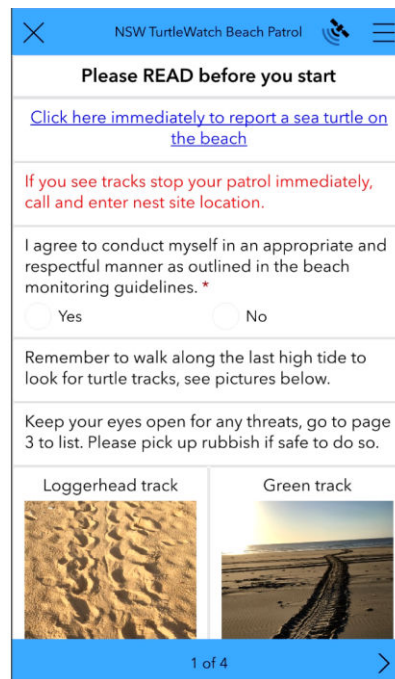 NSW TurtleWatch Beach Patrol
Please READ before you start
Click here immediately to report a sea turtle on
the beach
If you see tracks stop your patrol immediately,
call and enter nest site location.
I agree to conduct myself in an appropriate and
respectful manner as outlined in the beach
monitoring guidelines. *
Yes No
Remember to walk along the last high tide to
look for turtle tracks, see pictures below.
Keep your eyes open for any threats, go to page
3 to list. Please pick up rubbish if safe to do so.
Loggerhead track Green track
1 of 4